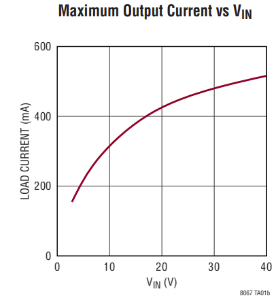 Maximum Output Current vs VIN
600
400
200
0
LOAD CURRENT (mA)
0 10 20 30 40
VIN (V)
8067 TA01b